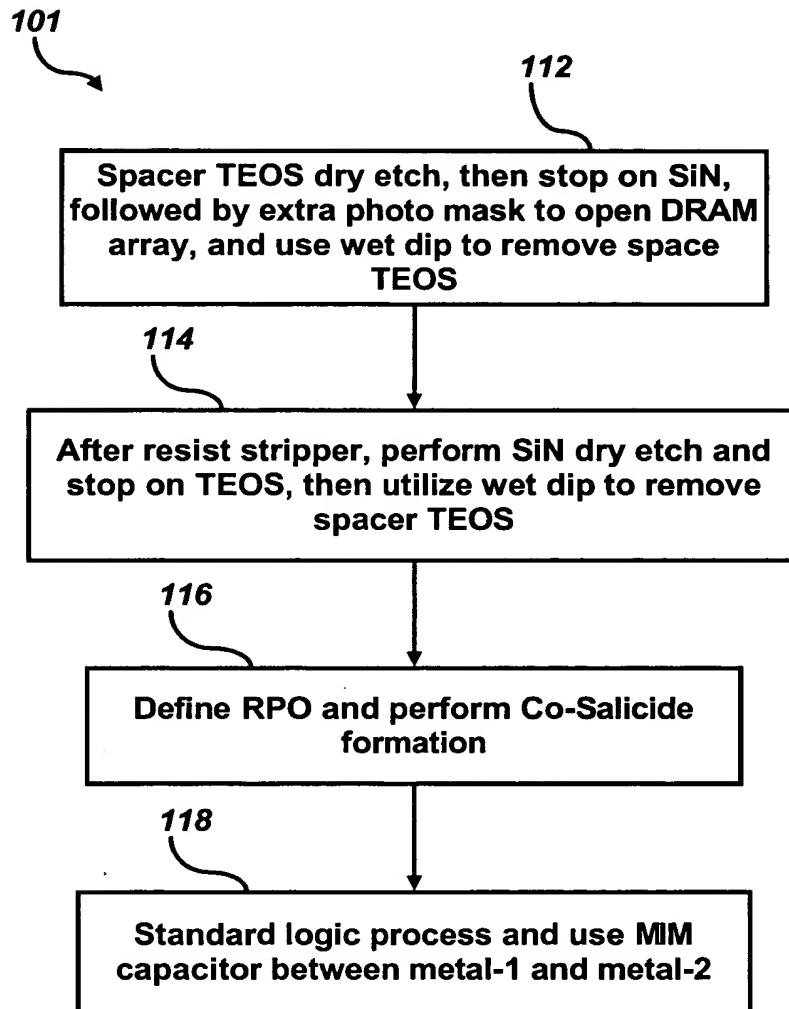 101
112
Spacer TEOS dry etch, then stop on SiN,
followed by extra photo mask to open DRAM
array, and use wet dip to remove space
TEOS
114
After resist stripper, perform SiN dry etch and
stop on TEOS, then utilize wet dip to remove
spacer TEOS
116
Define RPO and perform Co-Salicide
formation
118
Standard logic process and use MIM
capacitor between metal-1 and metal-2